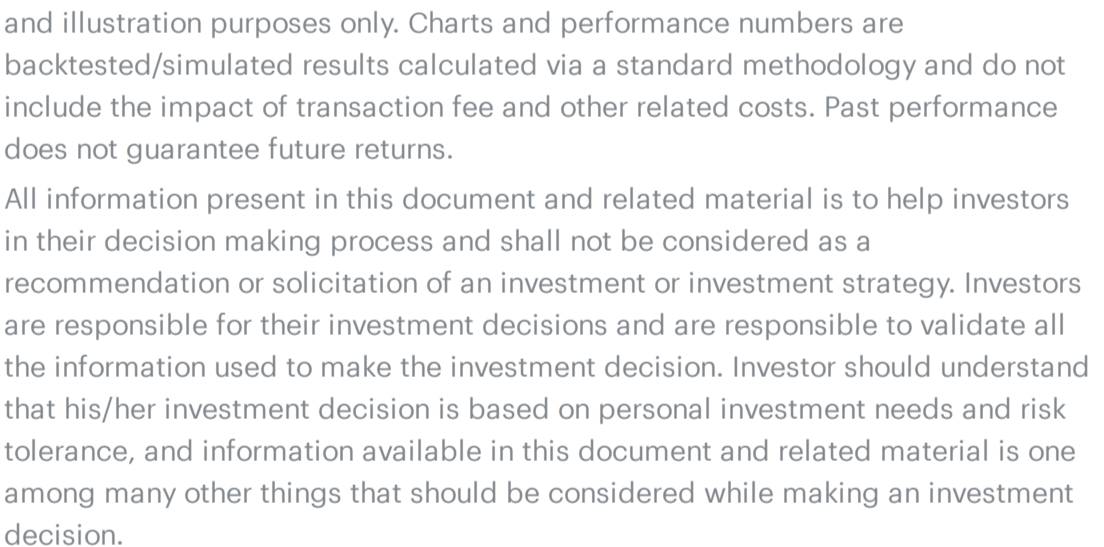 and illustration purposes only. Charts and performance numbers are
backtested/simulated results calculated via a standard methodology and do not
include the impact of transaction fee and other related costs. Past performance
does not guarantee future returns.
All information present in this document and related material is to help investors
in their decision making process and shall not be considered as a
recommendation or solicitation of an investment or investment strategy. Investors
are responsible for their investment decisions and are responsible to validate all
the information used to make the investment decision. Investor should understand
that his/her investment decision is based on personal investment needs and risk
tolerance, and information available in this document and related material is one
among many other things that should be considered while making an investment
decision.